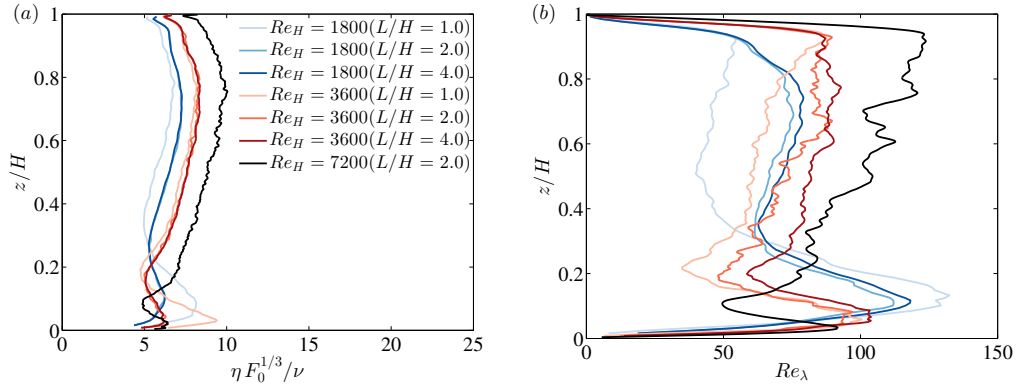 (a)
1
0.8
0.6
0.4
0.2
0
z/H
0 5 10 15 20 25
η F₀^{1/3}/ν
Re_H = 1800(L/H = 1.0)
Re_H = 1800(L/H = 2.0)
Re_H = 1800(L/H = 4.0)
Re_H = 3600(L/H = 1.0)
Re_H = 3600(L/H = 2.0)
Re_H = 3600(L/H = 4.0)
Re_H = 7200(L/H = 2.0)
(b)
1
0.8
0.6
0.4
0.2
0
z/H
0 50 100 150
Re_λ